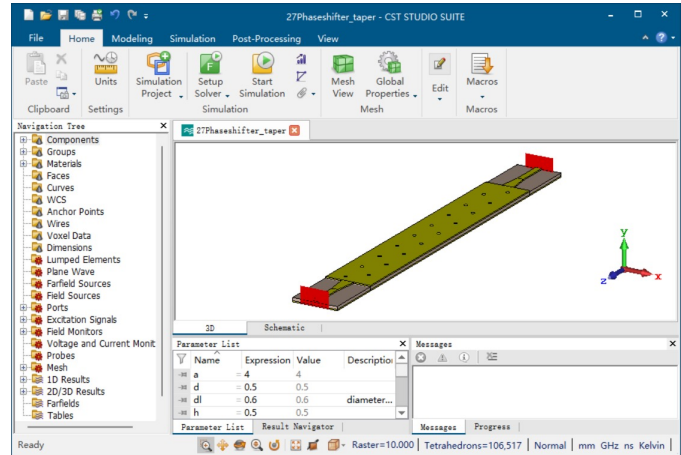 27Phaseshifter_taper - CST STUDIO SUITE
File Home Modeling Simulation Post-Processing View
Paste
Units
Simulation Project
Setup Solver
Start Simulation
Mesh View
Global Properties
Edit
Macros
Clipboard Settings Simulation Mesh Macros
Navigation Tree
27Phaseshifter_taper
Components
Groups
Materials
Faces
Curves
WCS
Anchor Points
Wires
Voxel Data
Dimensions
Lumped Elements
Plane Wave
Farfield Sources
Field Sources
Ports
Excitation Signals
Field Monitors
Voltage and Current Monit
Probes
Mesh
1D Results
2D/3D Results
Farfields
Tables
y
z
x
3D Schematic
Parameter List
Name Expression Value Description
a = 4 4
d = 0.5 0.5
dl = 0.6 0.6 diameter...
h = 0.5 0.5
Parameter List Result Navigator
Messages
Messages Progress
Ready
Raster=10.000 Tetrahedrons=106,517 Normal mm GHz ns Kelvin